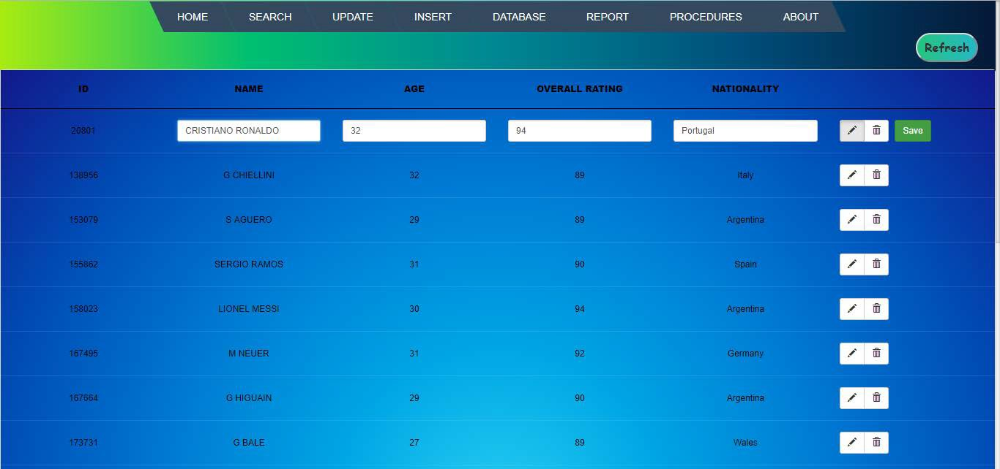 HOME SEARCH UPDATE INSERT DATABASE REPORT PROCEDURES ABOUT
Refresh
ID NAME AGE OVERALL RATING NATIONALITY
20801 CRISTIANO RONALDO 32 94 Portugal Save
138956 G CHIELLINI 32 89 Italy
153079 S AGUERO 29 89 Argentina
155862 SERGIO RAMOS 31 90 Spain
158023 LIONEL MESSI 30 94 Argentina
167495 M NEUER 31 92 Germany
167664 G HIGUAIN 29 90 Argentina
173731 G BALE 27 89 Wales